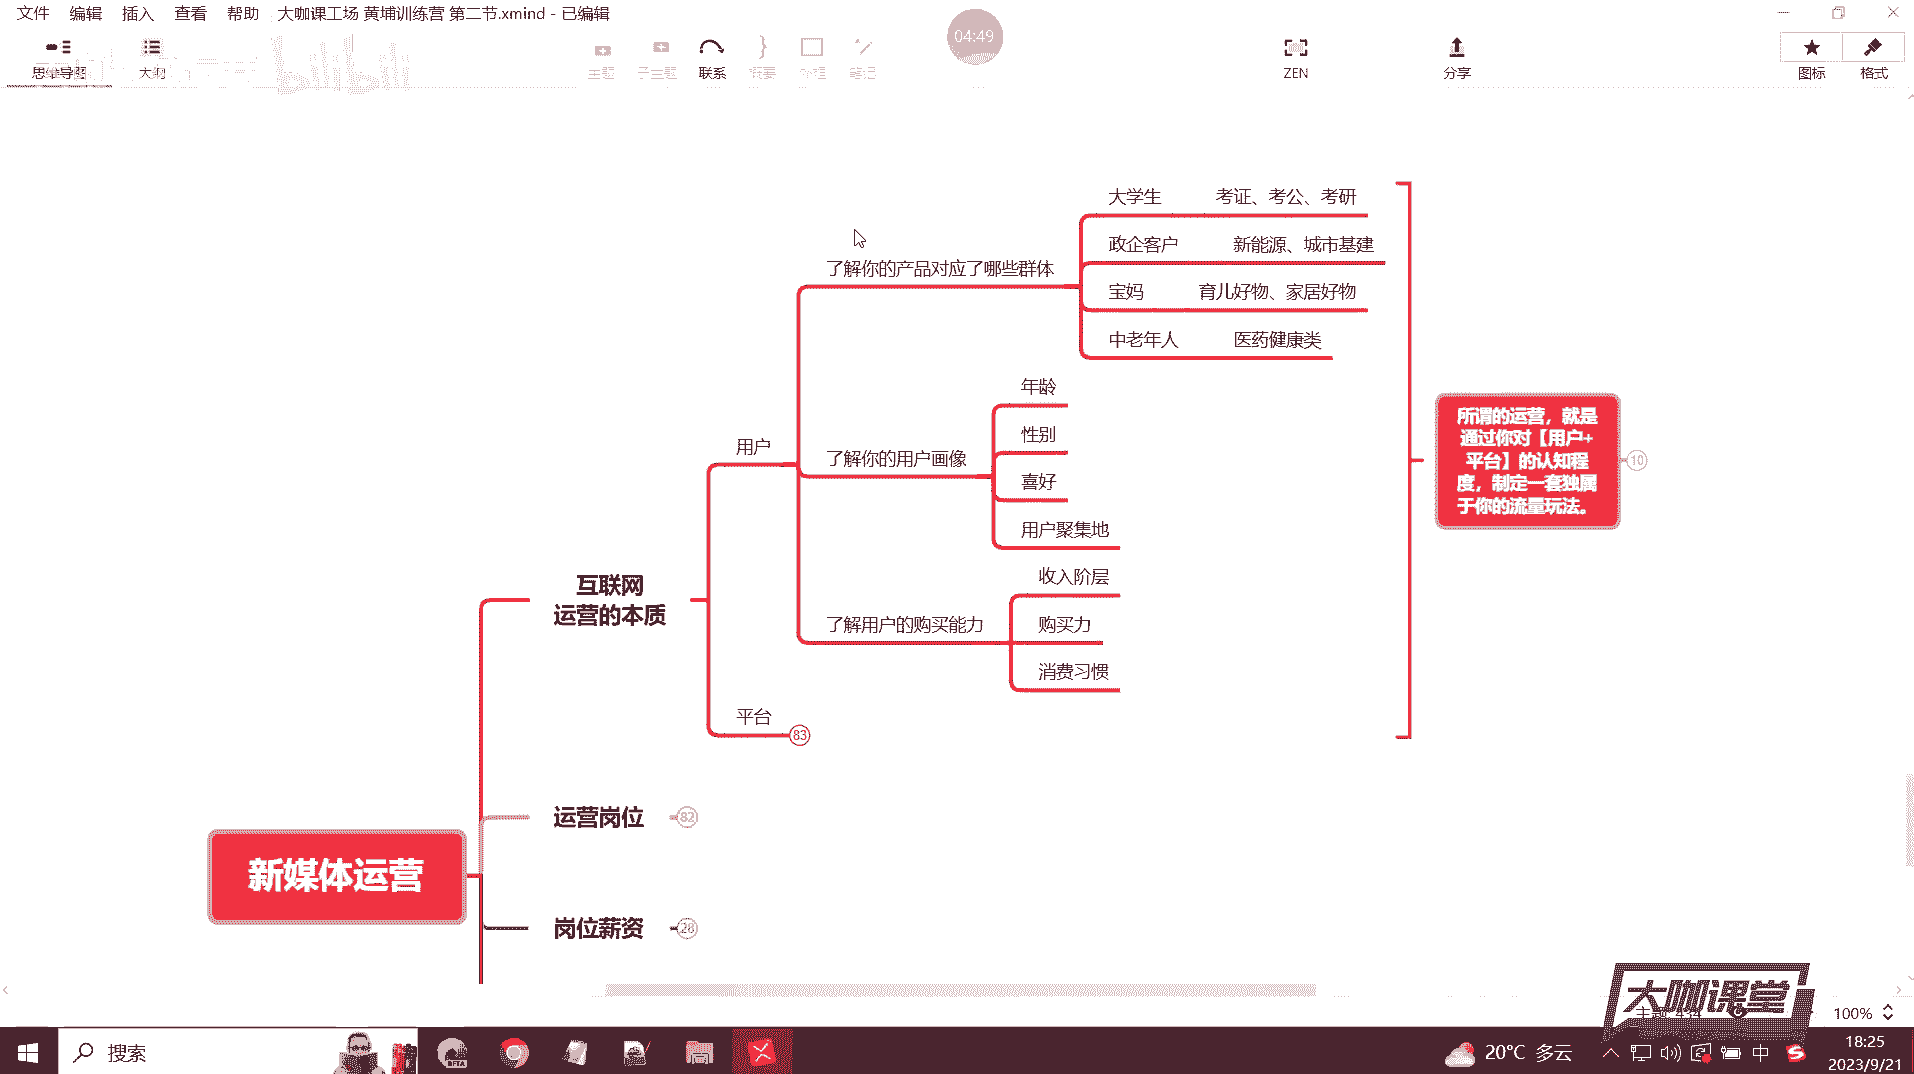 文件 编辑 插入 查看 帮助 大咖课工场 黄埔训练营 第二节.xmind - 已编辑
思维导图 大纲 主题 子主题 联系 概要 外框 笔记 04:49 ZEN 分享 图标 格式
bilibili
大学生 考证、考公、考研
政企客户 新能源、城市基建
了解你的产品对应了哪些群体
宝妈 育儿好物、家居好物
中老年人 医药健康类
年龄
性别
用户
了解你的用户画像
喜好
用户聚集地
收入阶层
了解用户的购买能力
购买力
消费习惯
所谓的运营，就是
通过你对【用户+
平台】的认知程
度，制定一套独属
于你的流量玩法。
10
互联网
运营的本质
平台
83
运营岗位 82
新媒体运营
岗位薪资 28
大咖课堂
100%
搜索
BETA
20°C 多云
中
18:25
2023/9/21